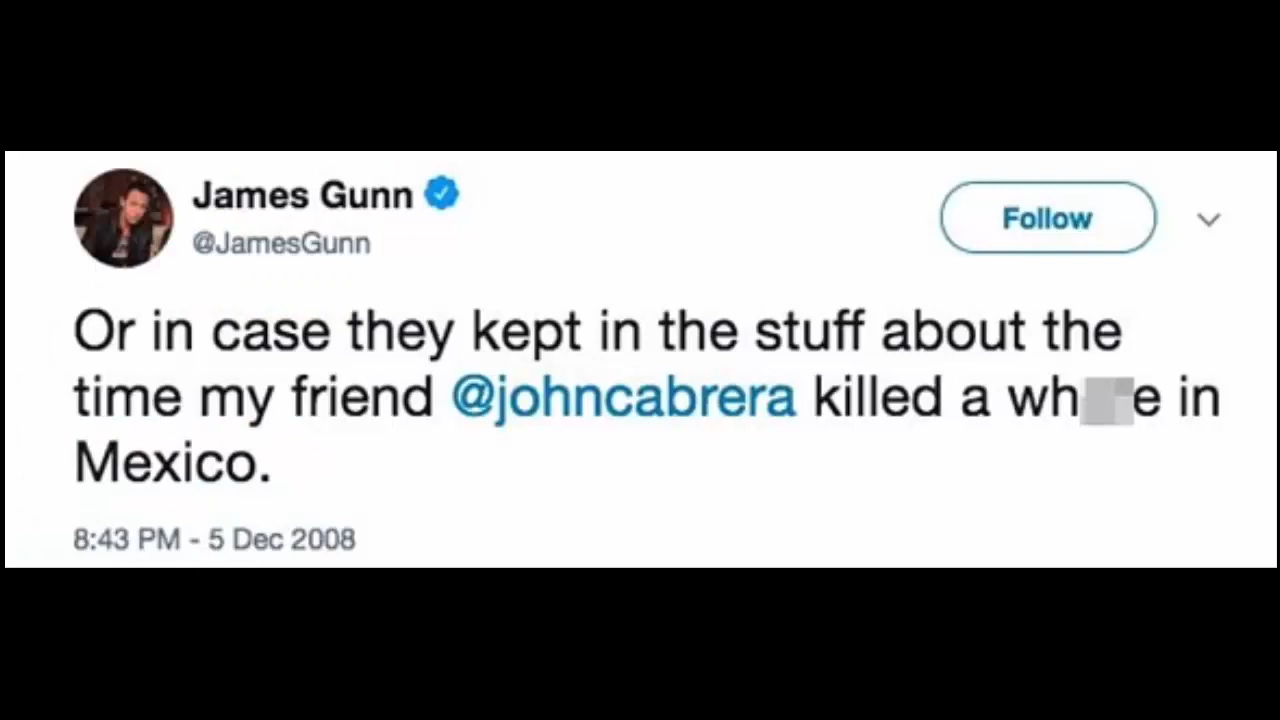 James Gunn
@JamesGunn
Follow
Or in case they kept in the stuff about the
time my friend @johncabrera killed a wh e in
Mexico.
8:43 PM - 5 Dec 2008